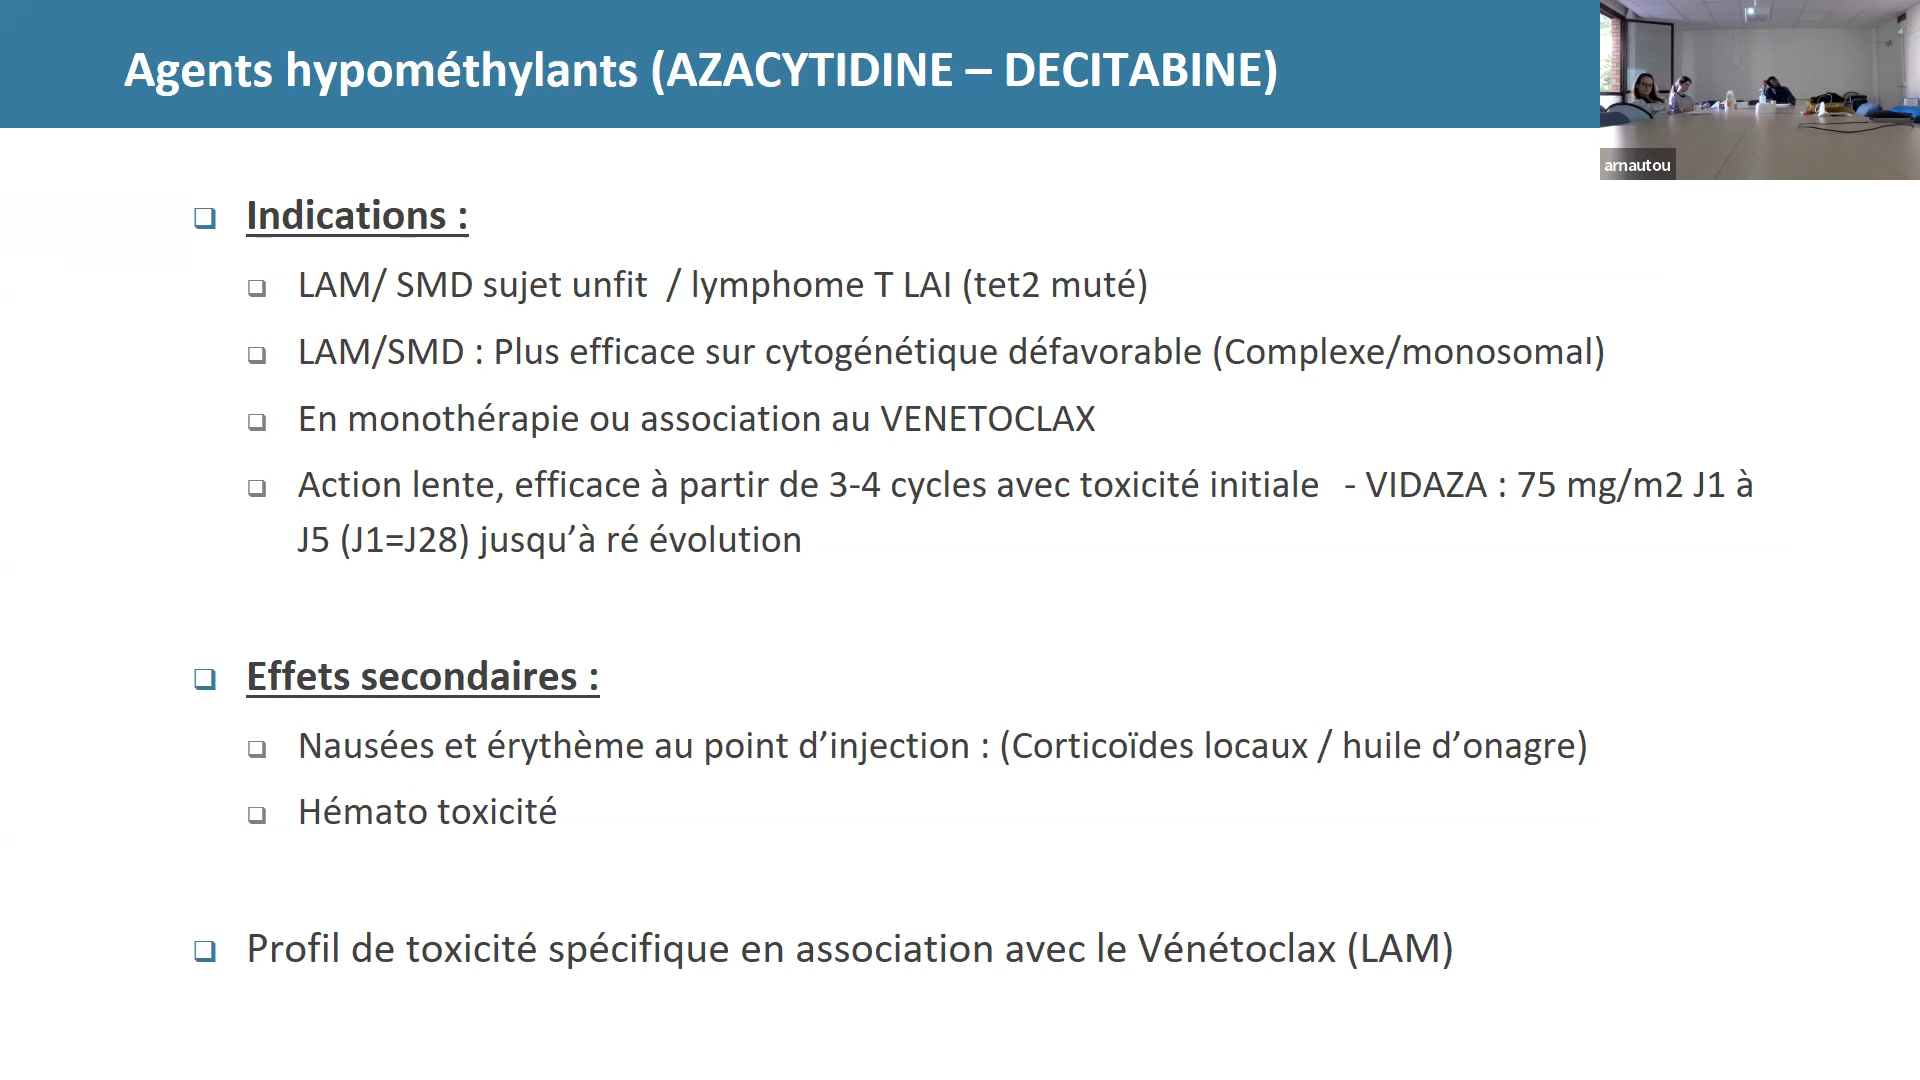 Agents hypométhylants (AZACYTIDINE – DECITABINE)
arnautou
Indications :
LAM/ SMD sujet unfit / lymphome T LAI (tet2 muté)
LAM/SMD : Plus efficace sur cytogénétique défavorable (Complexe/monosomal)
En monothérapie ou association au VENETOCLAX
Action lente, efficace à partir de 3-4 cycles avec toxicité initiale - VIDAZA : 75 mg/m2 J1 à
J5 (J1=J28) jusqu’à ré évolution
Effets secondaires :
Nausées et érythème au point d’injection : (Corticoïdes locaux / huile d’onagre)
Hémato toxicité
Profil de toxicité spécifique en association avec le Vénétoclax (LAM)